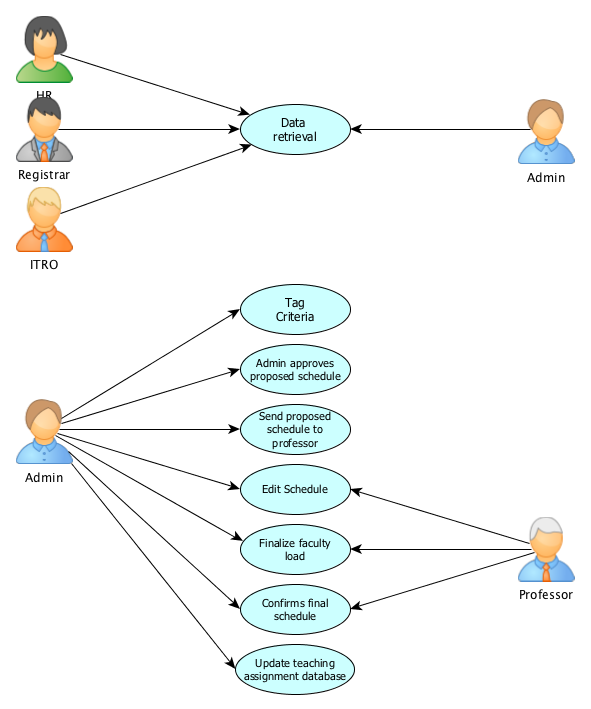 HR
Registrar
ITRO
Data
retrieval
Admin
Tag
Criteria
Admin approves
proposed schedule
Send proposed
schedule to
professor
Edit Schedule
Finalize faculty
load
Confirms final
schedule
Update teaching
assignment database
Admin
Professor